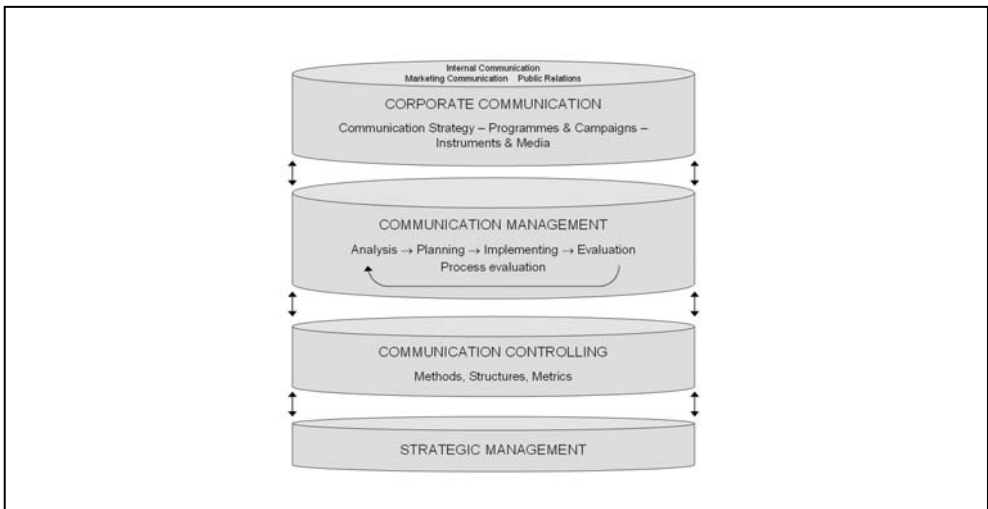 Internal Communication
Marketing Communication Public Relations
CORPORATE COMMUNICATION
Communication Strategy – Programmes & Campaigns –
Instruments & Media
COMMUNICATION MANAGEMENT
Analysis → Planning → Implementing → Evaluation
Process evaluation
COMMUNICATION CONTROLLING
Methods, Structures, Metrics
STRATEGIC MANAGEMENT